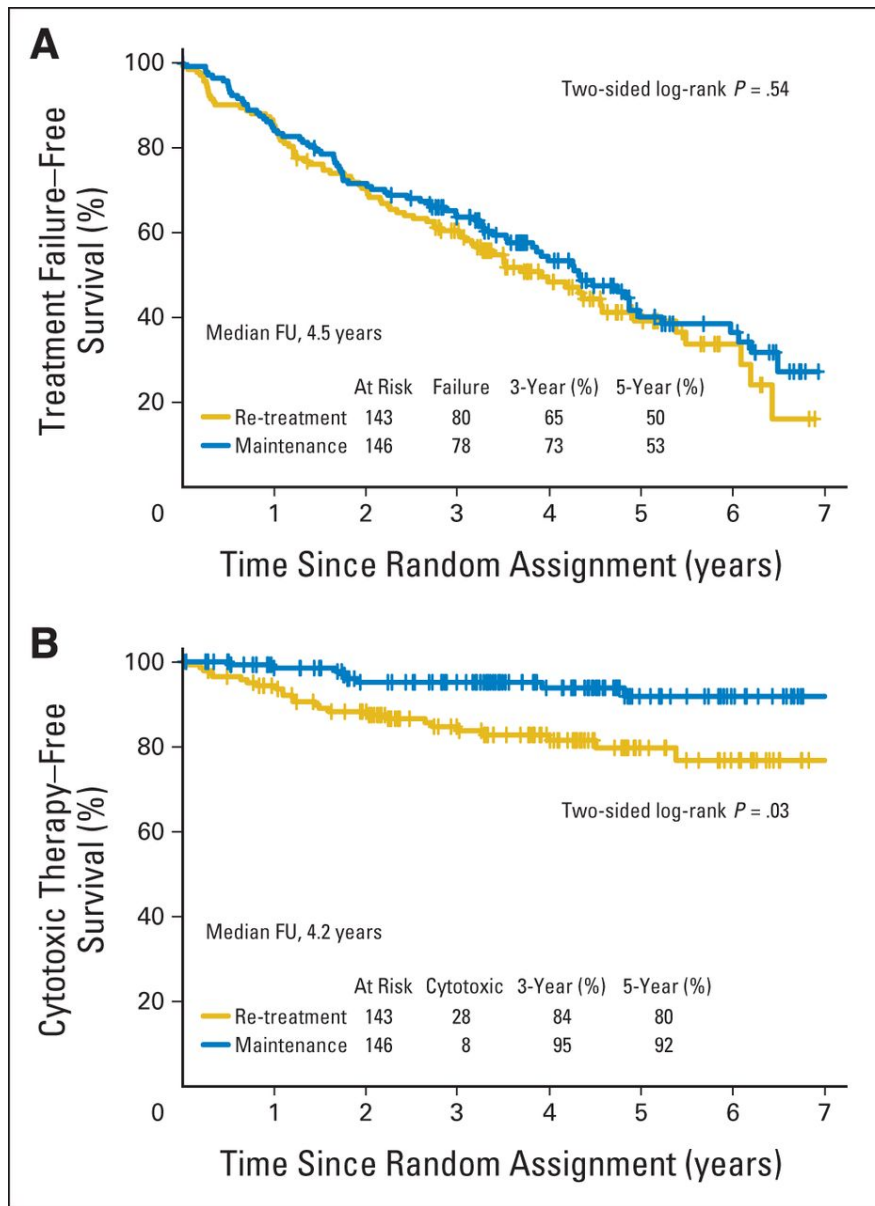 A
Treatment Failure–Free
Survival (%)
100
80
60
40
20
0
Two-sided log-rank P = .54
Median FU, 4.5 years
At Risk Failure 3-Year (%) 5-Year (%)
Re-treatment 143 80 65 50
Maintenance 146 78 73 53
1 2 3 4 5 6 7
Time Since Random Assignment (years)
B
Cytotoxic Therapy–Free
Survival (%)
100
80
60
40
20
0
Two-sided log-rank P = .03
Median FU, 4.2 years
At Risk Cytotoxic 3-Year (%) 5-Year (%)
Re-treatment 143 28 84 80
Maintenance 146 8 95 92
1 2 3 4 5 6 7
Time Since Random Assignment (years)